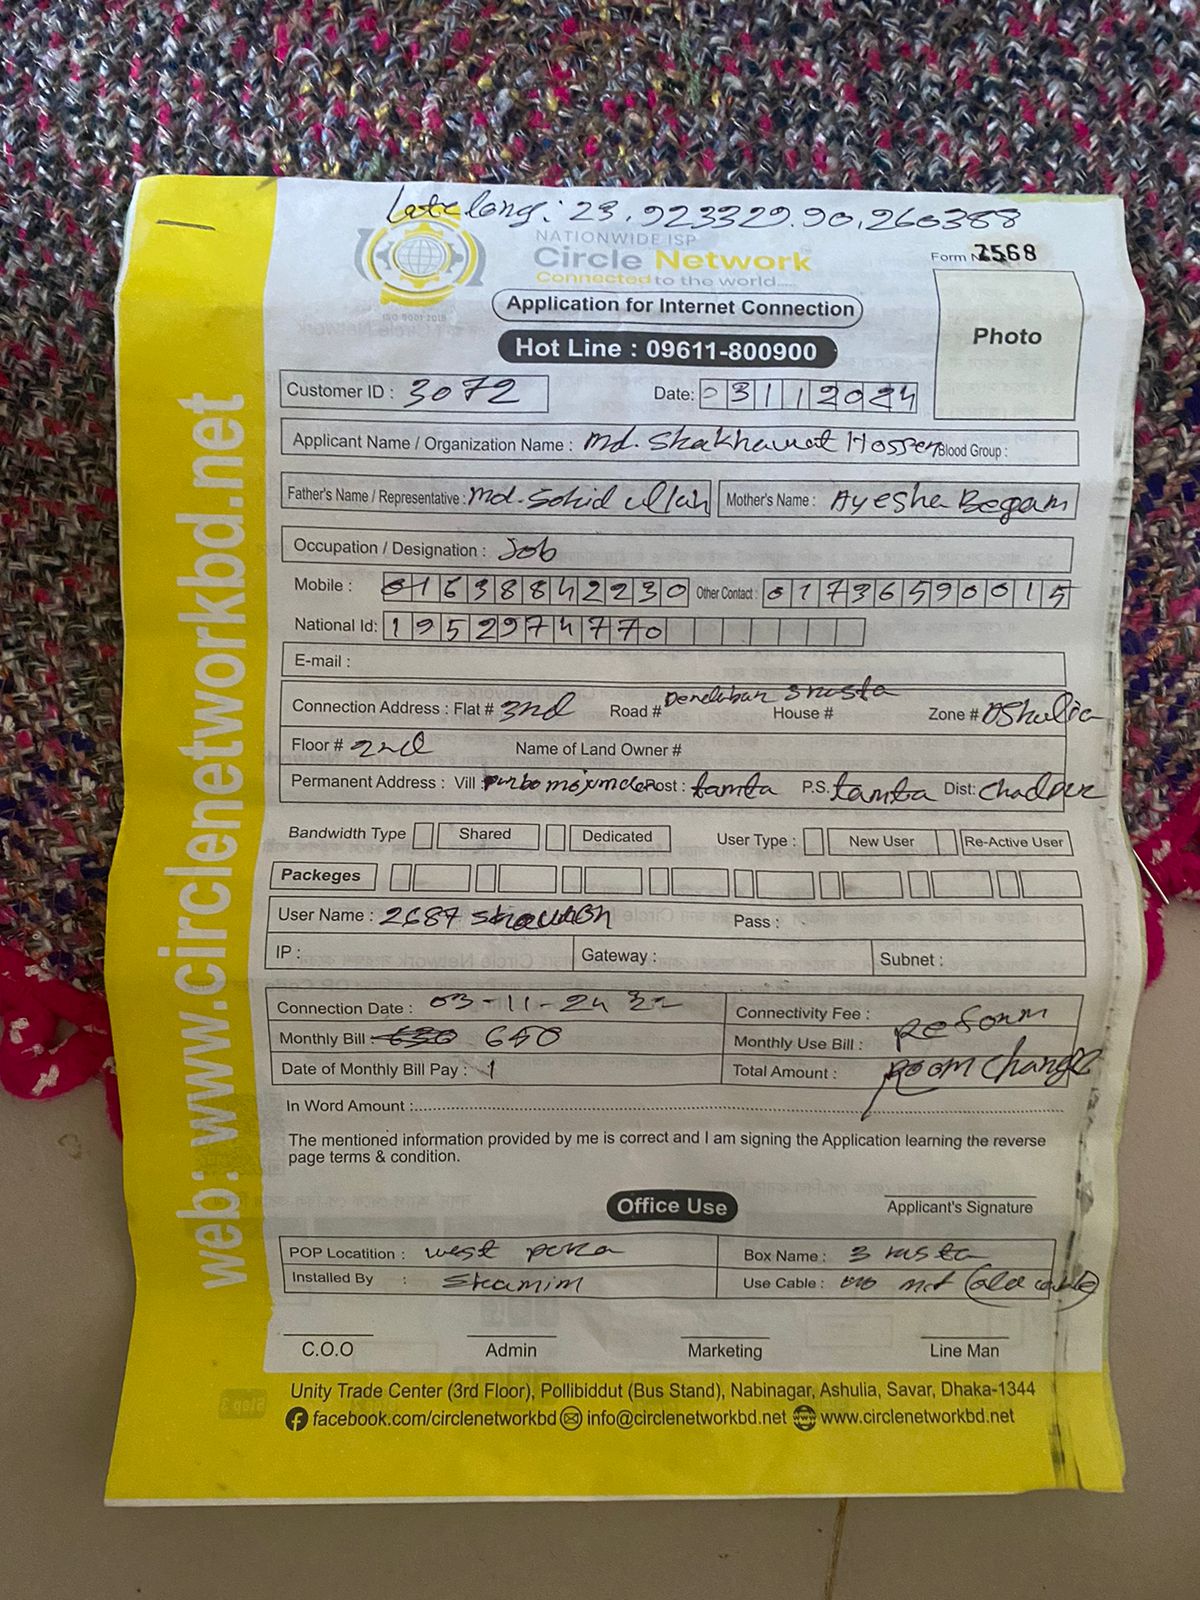 Late long: 23.923329.90,260388
NATIONWIDE ISP
Circle Network
Connected to the world.....
ISO 9001 2015
Form No 7568
Application for Internet Connection
Photo
Hot Line : 09611-800900
Customer ID : 3072 Date: 03112024
Applicant Name / Organization Name : Md. Shakhawat Hossen Blood Group :
Father's Name / Representative : Md. Sohid ullah Mother's Name : Ayesha Begam
Occupation / Designation : Job
Mobile : 01638842230 Other Contact : 01736590015
National Id: 1952974770
E-mail :
Connection Address : Flat # 2nd Road # House # Zone # AShulia
Floor # 2nd Name of Land Owner #
Permanent Address : Vill : Post : tamta P.S. tamta Dist: Chadpur
Bandwidth Type Shared Dedicated User Type : New User Re-Active User
Packeges
User Name : 2687 Pass :
IP : Gateway : Subnet :
Connection Date : 03-11-24 Connectivity Fee :
Monthly Bill : 650 Monthly Use Bill : Reform
Date of Monthly Bill Pay : 1 Total Amount : Room change
In Word Amount :
The mentioned information provided by me is correct and I am signing the Application learning the reverse
page terms & condition.
Office Use
Applicant's Signature
POP Locatition : west para Box Name : 3 rasta
Installed By : Shamim Use Cable : mt (old cable)
C.O.O Admin Marketing Line Man
Unity Trade Center (3rd Floor), Pollibiddut (Bus Stand), Nabinagar, Ashulia, Savar, Dhaka-1344
facebook.com/circlenetworkbd info@circlenetworkbd.net www.circlenetworkbd.net
web: www.circlenetworkbd.net